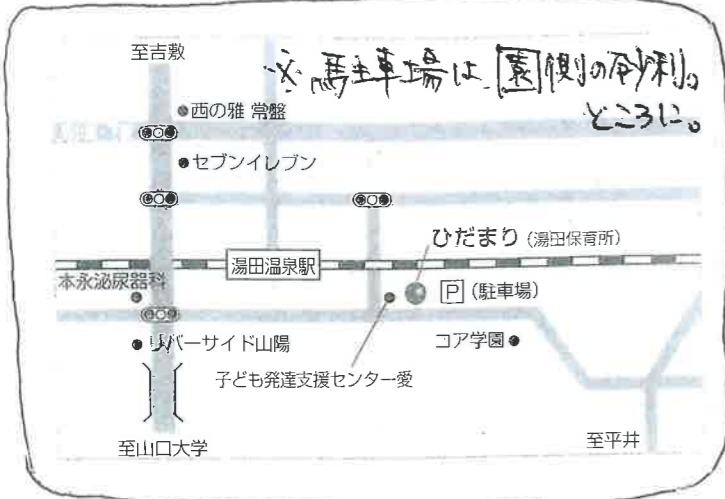 至吉敷
※駐車場は園側の砂利。
ところに。
●西の雅 常盤
●セブンイレブン
ひだまり (湯田保育所)
湯田温泉駅
本永泌尿器科
P (駐車場)
●リバーサイド山陽
コア学園●
子ども発達支援センター愛
至山口大学
至平井